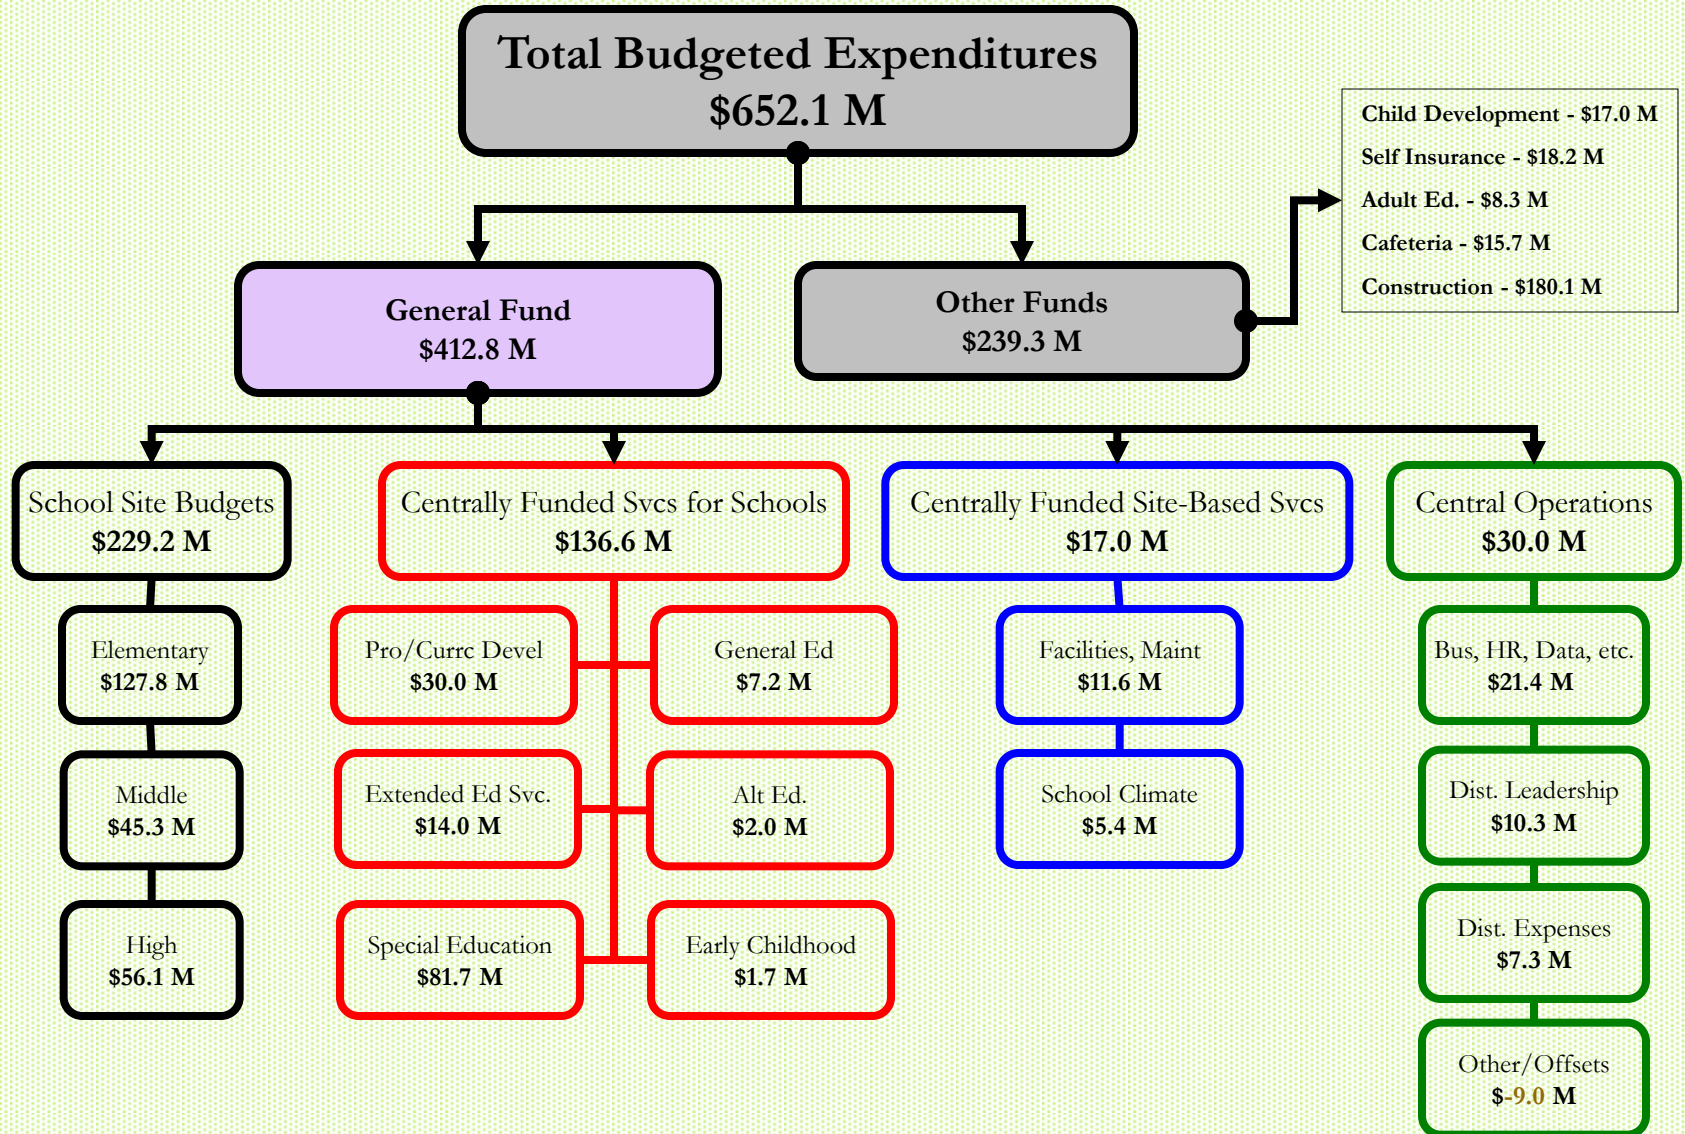 Total Budgeted Expenditures
$652.1 M
Child Development - $17.0 M
Self Insurance - $18.2 M
Adult Ed. - $8.3 M
Cafeteria - $15.7 M
Construction - $180.1 M
General Fund
$412.8 M
Other Funds
$239.3 M
School Site Budgets
$229.2 M
Centrally Funded Svcs for Schools
$136.6 M
Centrally Funded Site-Based Svcs
$17.0 M
Central Operations
$30.0 M
Elementary
$127.8 M
Middle
$45.3 M
High
$56.1 M
Pro/Currc Devel
$30.0 M
General Ed
$7.2 M
Extended Ed Svc.
$14.0 M
Alt Ed.
$2.0 M
Special Education
$81.7 M
Early Childhood
$1.7 M
Facilities, Maint
$11.6 M
School Climate
$5.4 M
Bus, HR, Data, etc.
$21.4 M
Dist. Leadership
$10.3 M
Dist. Expenses
$7.3 M
Other/Offsets
$-9.0 M